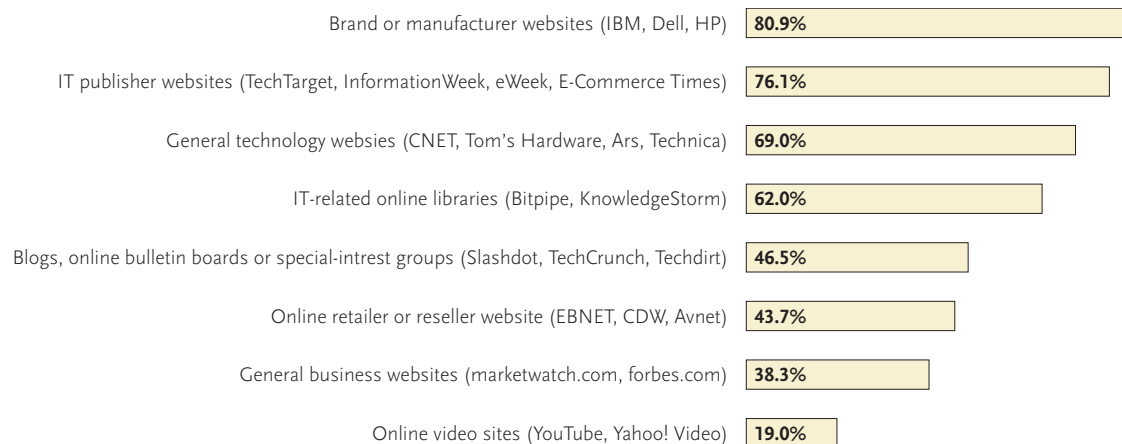 Brand or manufacturer websites (IBM, Dell, HP) 80.9%
IT publisher websites (TechTarget, InformationWeek, eWeek, E-Commerce Times) 76.1%
General technology websies (CNET, Tom's Hardware, Ars, Technica) 69.0%
IT-related online libraries (Bitpipe, KnowledgeStorm) 62.0%
Blogs, online bulletin boards or special-intrest groups (Slashdot, TechCrunch, Techdirt) 46.5%
Online retailer or reseller website (EBNET, CDW, Avnet) 43.7%
General business websites (marketwatch.com, forbes.com) 38.3%
Online video sites (YouTube, Yahoo! Video) 19.0%